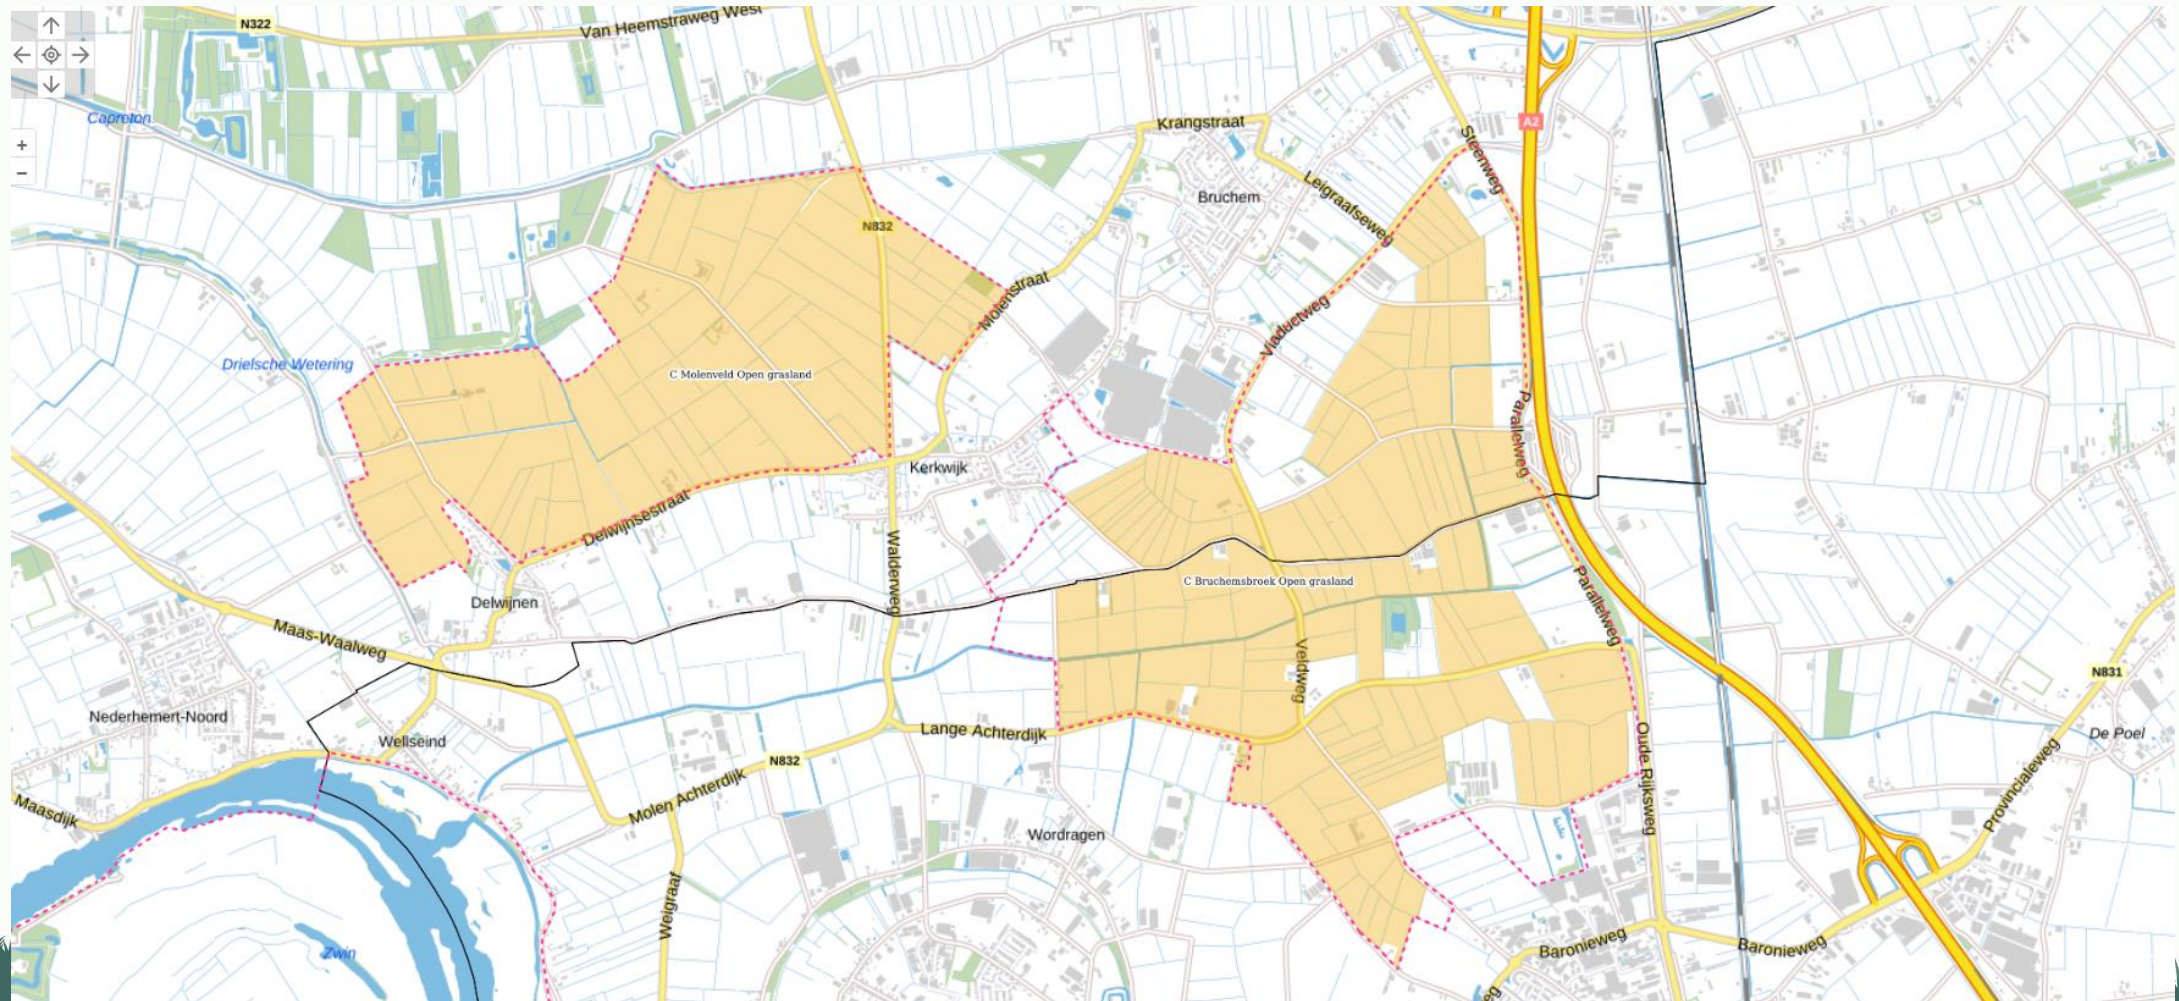 N322
Van Heemstraweg West
+
−
Capreton
A2
Krangstraat
Steenweg
Bruchem
Leigraafseweg
N832
Molenstraat
Viaductweg
Drielsche Wetering
C Molenveld Open grasland
Parallelweg
Kerkwijk
Delwijnsestraat
Walderweg
C Bruchemsbroek Open grasland
Parallelweg
Delwijnen
Maas-Waalweg
Veldweg
N831
Nederhemert-Noord
Wellseind
Lange Achterdijk
De Poel
N832
Oude Rijksweg
Molen Achterdijk
Maasdijk
Provincialeweg
Wordragen
Welgraaf
Zwin
Baronieweg
Baronieweg
eg